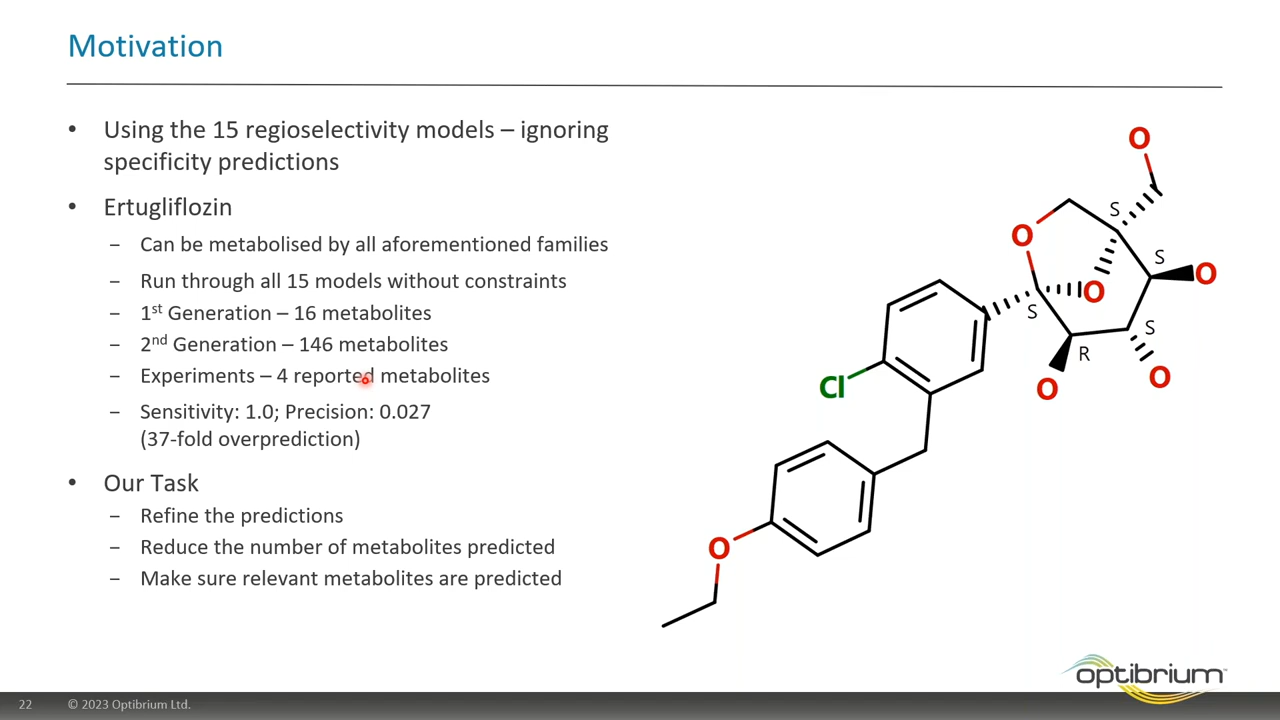 Motivation
• Using the 15 regioselectivity models – ignoring
specificity predictions
• Ertugliflozin
– Can be metabolised by all aforementioned families
– Run through all 15 models without constraints
– 1st Generation – 16 metabolites
– 2nd Generation – 146 metabolites
– Experiments – 4 reported metabolites
– Sensitivity: 1.0; Precision: 0.027
(37-fold overprediction)
• Our Task
– Refine the predictions
– Reduce the number of metabolites predicted
– Make sure relevant metabolites are predicted
O
S
O
S
O
O
S
S
R
O
O
Cl
O
optibrium™
22 © 2023 Optibrium Ltd.